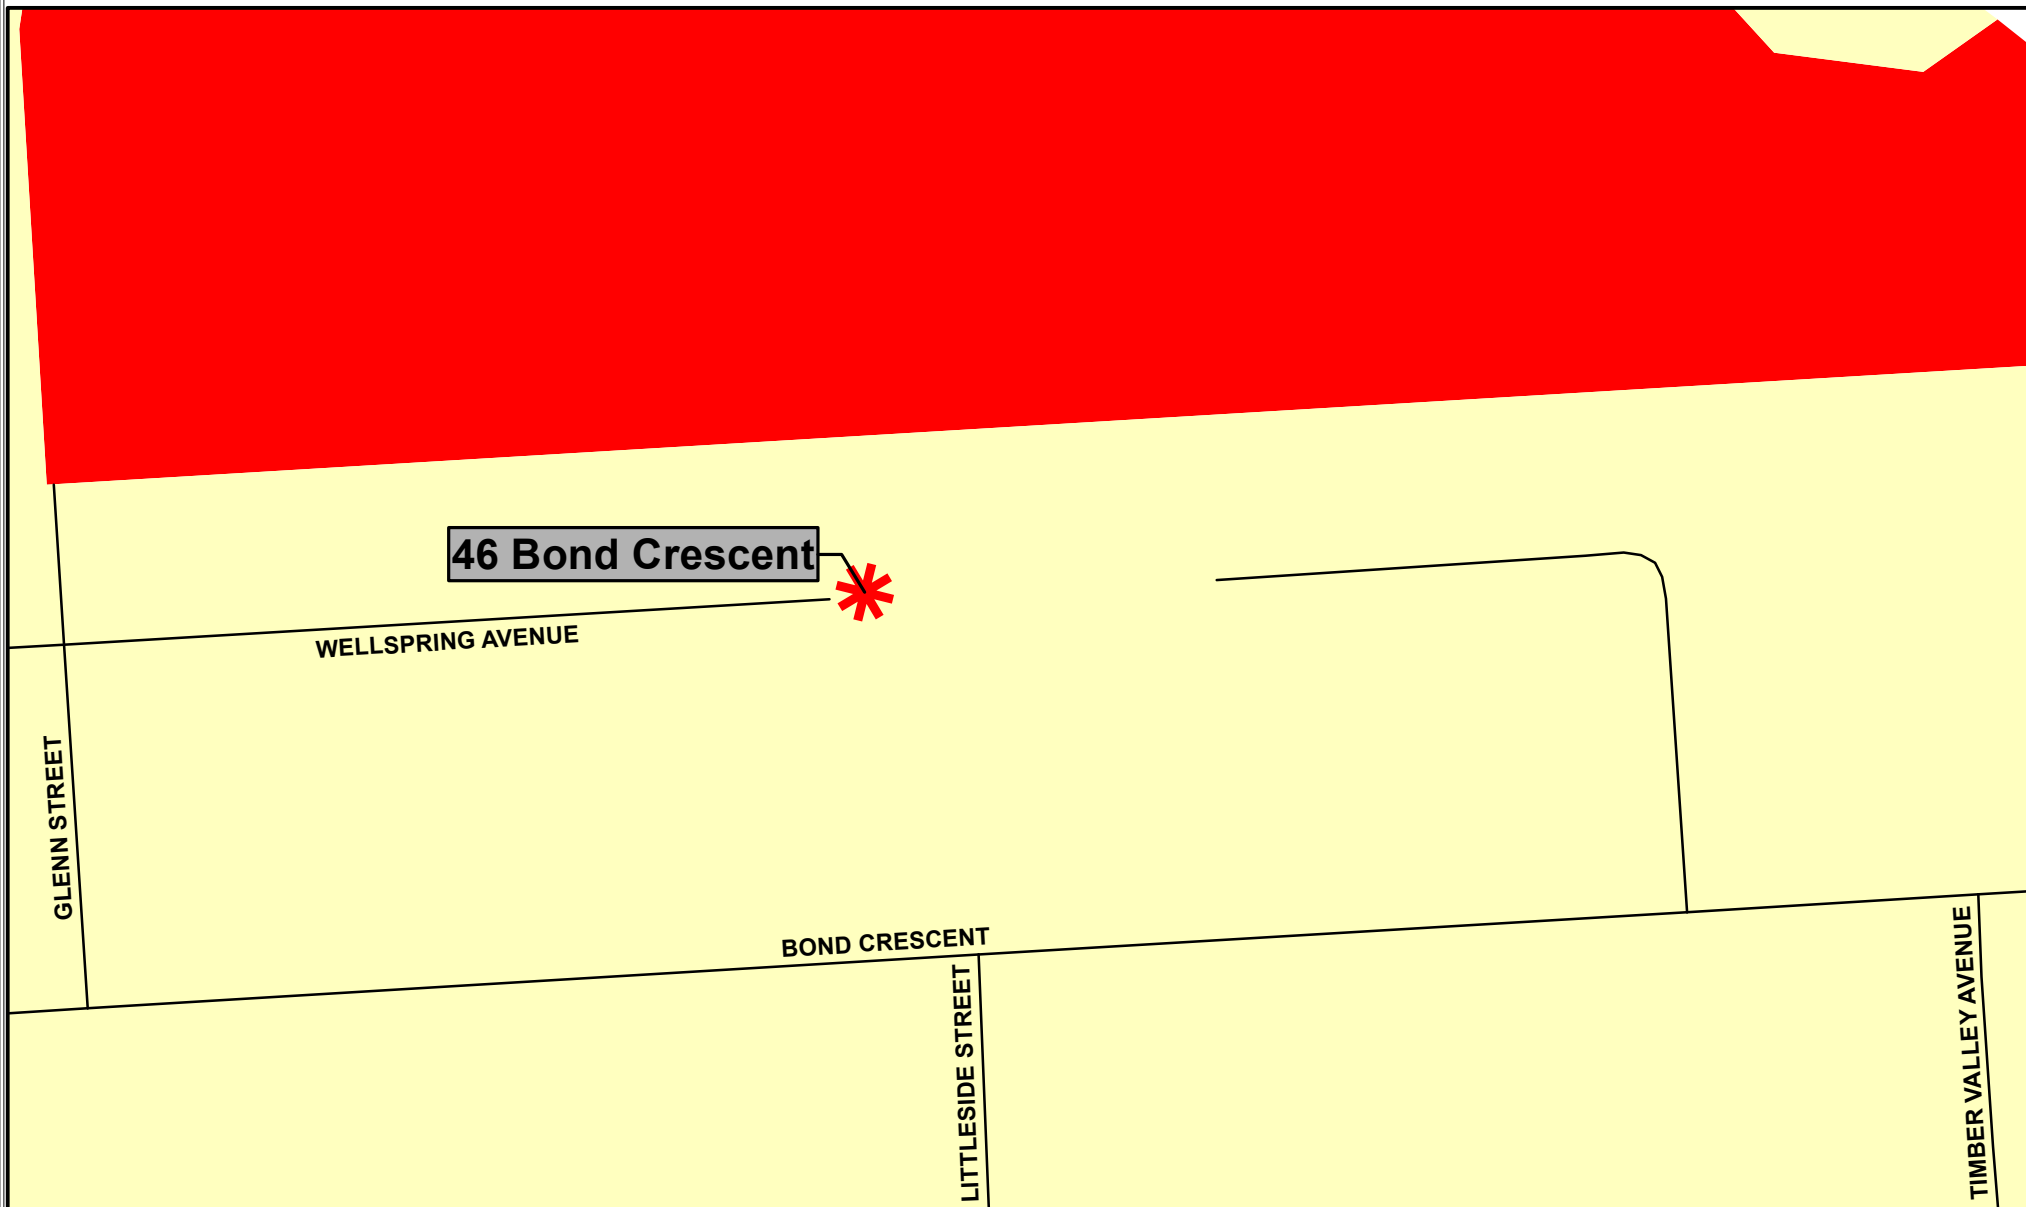 46 Bond Crescent
WELLSPRING AVENUE
GLENN STREET
BOND CRESCENT
LITTLESIDE STREET
TIMBER VALLEY AVENUE